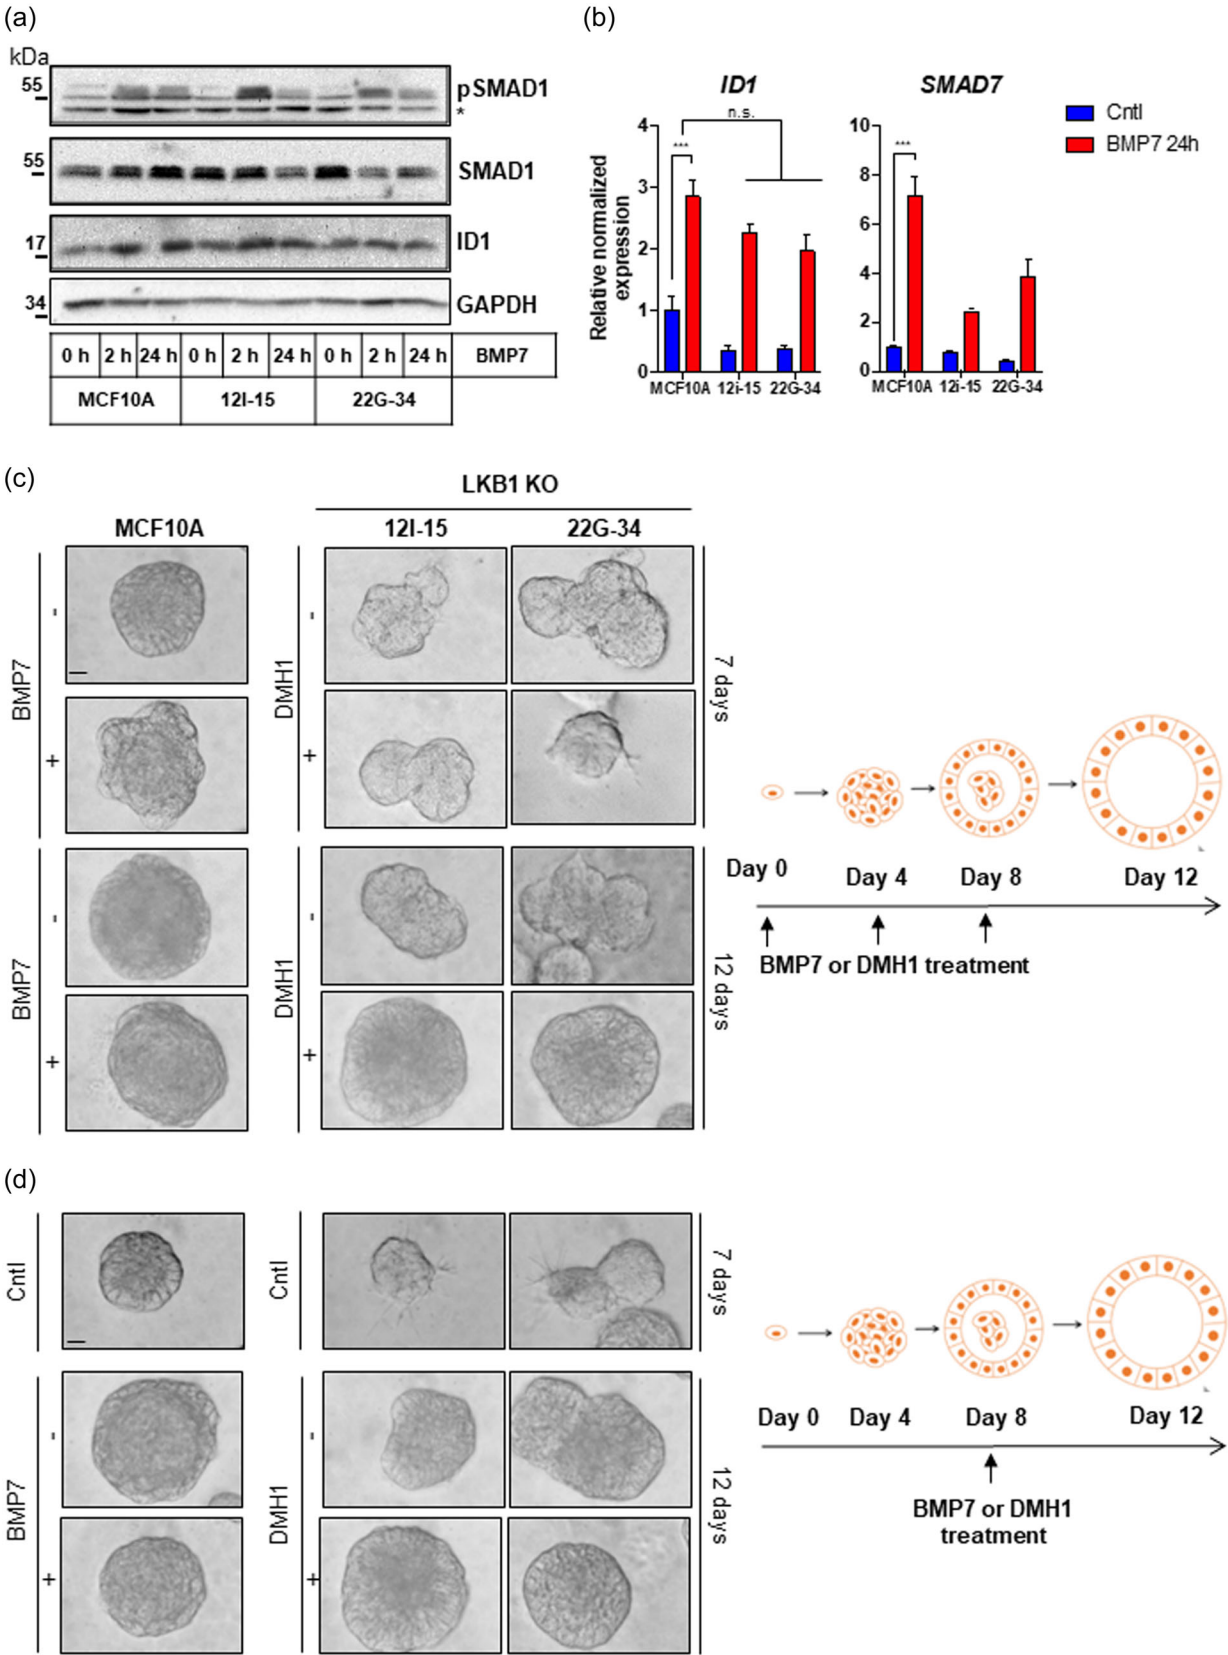 (a)
kDa
55
pSMAD1
*
55
SMAD1
17
ID1
34
GAPDH
0 h 2 h 24 h 0 h 2 h 24 h 0 h 2 h 24 h BMP7
MCF10A 12I-15 22G-34
(b)
ID1
SMAD7
Cntl
BMP7 24h
Relative normalized
expression
4
3
2
1
0
n.s.
***
MCF10A 12i-15 22G-34
10
8
6
4
2
0
***
MCF10A 12i-15 22G-34
(c)
LKB1 KO
MCF10A 12I-15 22G-34
BMP7
-
+
DMH1
-
+
7 days
BMP7
-
+
DMH1
-
+
12 days
Day 0 Day 4 Day 8 Day 12
BMP7 or DMH1 treatment
(d)
Cntl
Cntl
7 days
BMP7
-
+
DMH1
-
+
12 days
Day 0 Day 4 Day 8 Day 12
BMP7 or DMH1
treatment